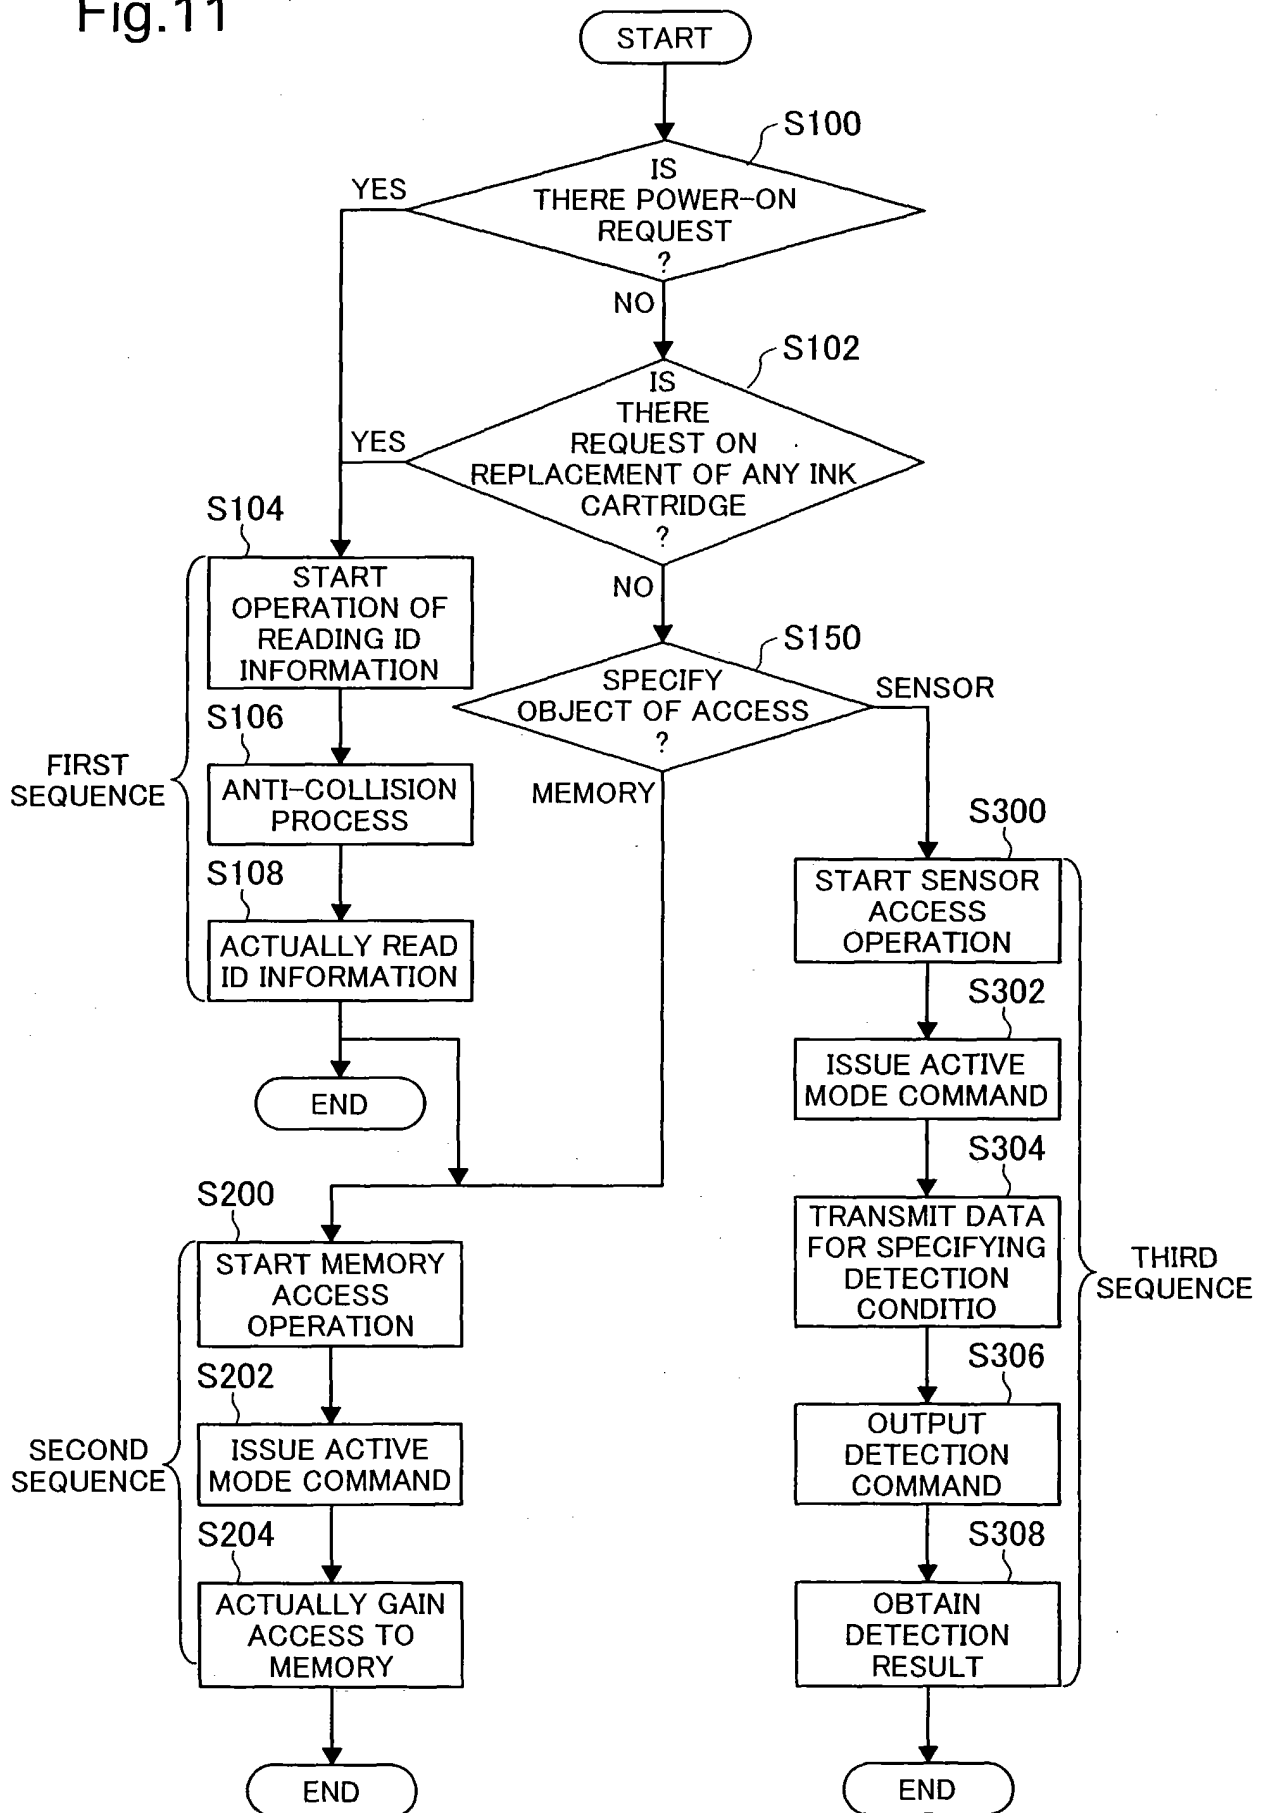 Fig.11
START
S100
IS
THERE POWER-ON
REQUEST
?
YES
NO
S102
IS
THERE
REQUEST ON
REPLACEMENT OF ANY INK
CARTRIDGE
?
YES
NO
S104
START
OPERATION OF
READING ID
INFORMATION
S106
ANTI-COLLISION
PROCESS
S108
ACTUALLY READ
ID INFORMATION
FIRST
SEQUENCE
END
S150
SPECIFY
OBJECT OF ACCESS
?
SENSOR
MEMORY
S200
START MEMORY
ACCESS
OPERATION
S202
ISSUE ACTIVE
MODE COMMAND
S204
ACTUALLY GAIN
ACCESS TO
MEMORY
SECOND
SEQUENCE
END
S300
START SENSOR
ACCESS
OPERATION
S302
ISSUE ACTIVE
MODE COMMAND
S304
TRANSMIT DATA
FOR SPECIFYING
DETECTION
CONDITIO
S306
OUTPUT
DETECTION
COMMAND
S308
OBTAIN
DETECTION
RESULT
THIRD
SEQUENCE
END